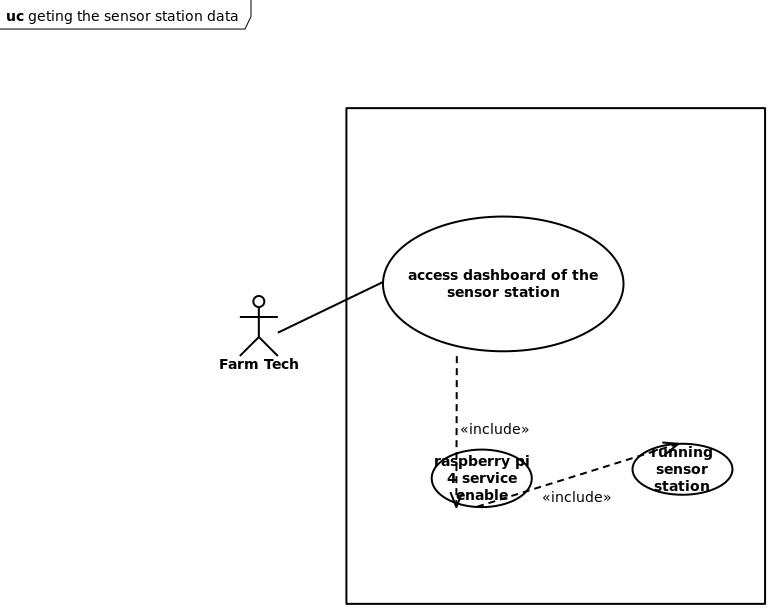 uc geting the sensor station data
access dashboard of the
sensor station
Farm Tech
«include»
raspberry pi
4 service
enable
running
sensor
station
«include»